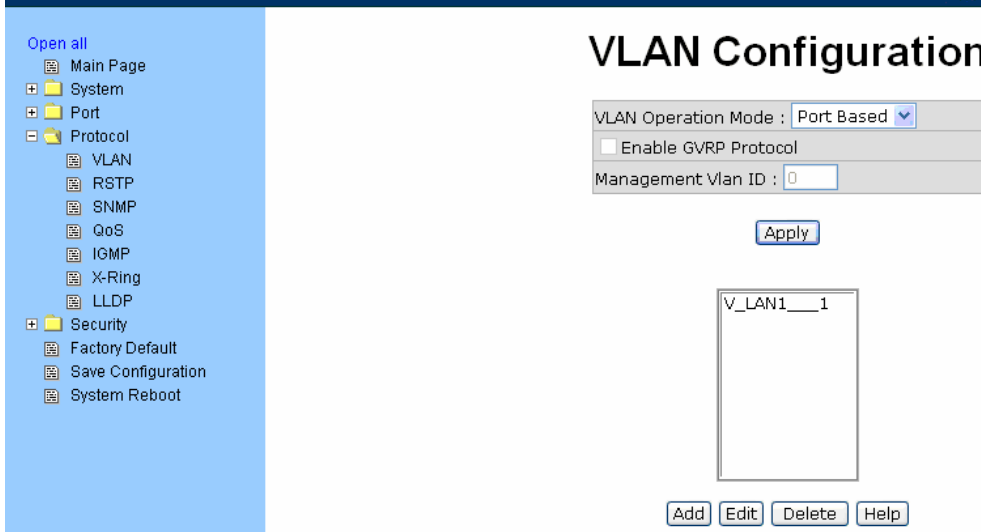 Open all
Main Page
System
Port
Protocol
VLAN
RSTP
SNMP
QoS
IGMP
X-Ring
LLDP
Security
Factory Default
Save Configuration
System Reboot
VLAN Configuration
VLAN Operation Mode : Port Based
Enable GVRP Protocol
Management Vlan ID : 0
Apply
V_LAN1___1
Add Edit Delete Help